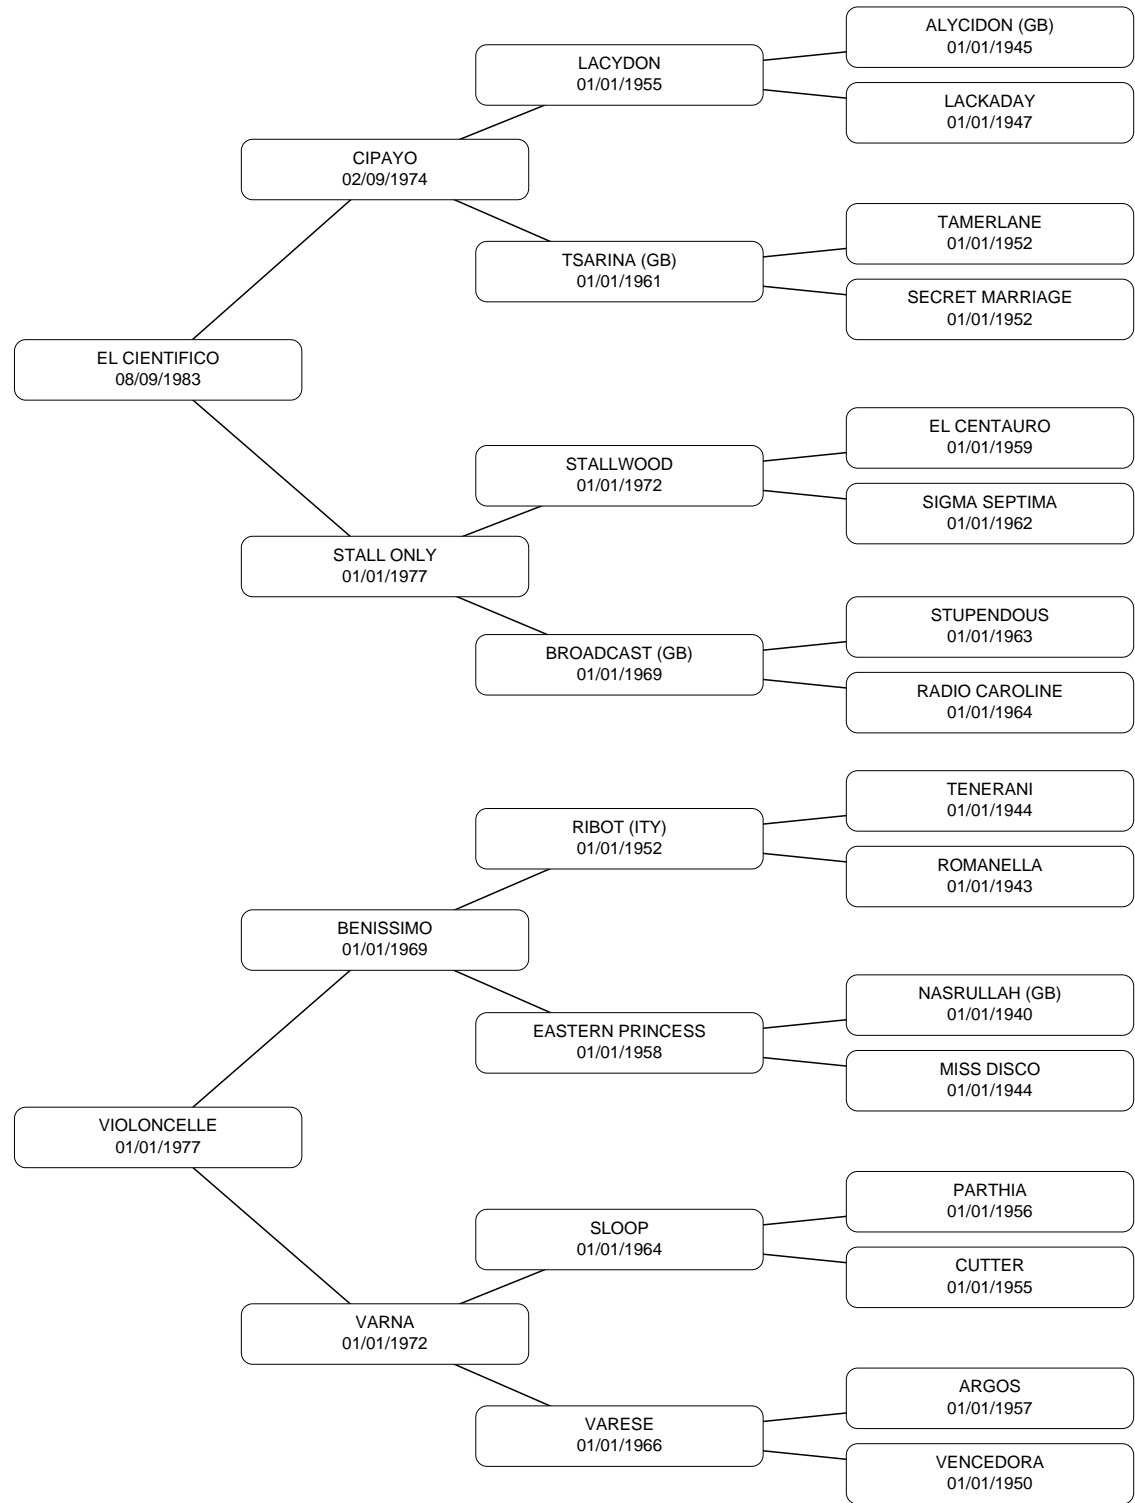 ALYCIDON (GB)
01/01/1945
LACYDON
01/01/1955
LACKADAY
01/01/1947
CIPAYO
02/09/1974
TAMERLANE
01/01/1952
TSARINA (GB)
01/01/1961
SECRET MARRIAGE
01/01/1952
EL CIENTIFICO
08/09/1983
EL CENTAURO
01/01/1959
STALLWOOD
01/01/1972
SIGMA SEPTIMA
01/01/1962
STALL ONLY
01/01/1977
STUPENDOUS
01/01/1963
BROADCAST (GB)
01/01/1969
RADIO CAROLINE
01/01/1964
TENERANI
01/01/1944
RIBOT (ITY)
01/01/1952
ROMANELLA
01/01/1943
BENISSIMO
01/01/1969
NASRULLAH (GB)
01/01/1940
EASTERN PRINCESS
01/01/1958
MISS DISCO
01/01/1944
VIOLONCELLE
01/01/1977
PARTHIA
01/01/1956
SLOOP
01/01/1964
CUTTER
01/01/1955
VARNA
01/01/1972
ARGOS
01/01/1957
VARESE
01/01/1966
VENCEDORA
01/01/1950